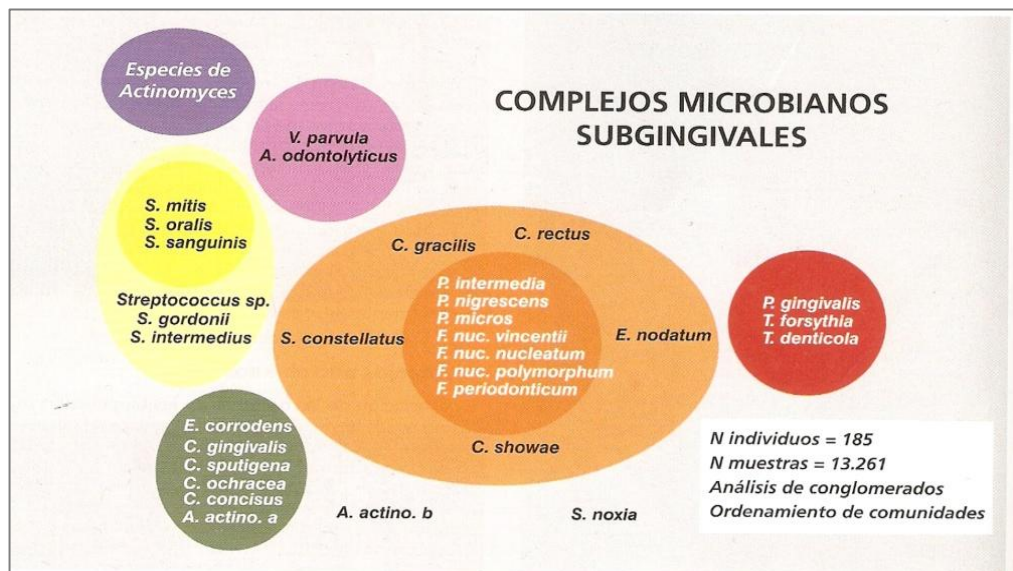 Especies de
Actinomyces
V. parvula
A. odontolyticus
COMPLEJOS MICROBIANOS
SUBGINGIVALES
S. mitis
S. oralis
S. sanguinis
Streptococcus sp.
S. gordonii
S. intermedius
C. gracilis
C. rectus
P. intermedia
P. nigrescens
P. micros
F. nuc. vincentii
F. nuc. nucleatum
F. nuc. polymorphum
F. periodonticum
S. constellatus
E. nodatum
C. showae
P. gingivalis
T. forsythia
T. denticola
E. corrodens
C. gingivalis
C. sputigena
C. ochracea
C. concisus
A. actino. a
A. actino. b
S. noxia
N individuos = 185
N muestras = 13.261
Análisis de conglomerados
Ordenamiento de comunidades